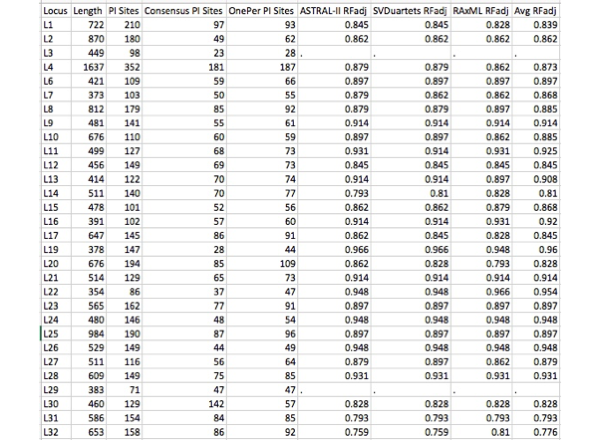 Locus Length PI Sites Consensus PI Sites OnePer PI Sites ASTRAL-II RFadj SVDuartets RFadj RAxML RFadj Avg RFadj
L1 722 210 97 93 0.845 0.845 0.828 0.839
L2 870 180 49 62 0.862 0.862 0.862 0.862
L3 449 98 23 28 . . . .
L4 1637 352 181 187 0.879 0.879 0.862 0.873
L6 421 109 59 66 0.897 0.897 0.897 0.897
L7 373 103 50 55 0.879 0.862 0.862 0.868
L8 812 179 85 92 0.879 0.879 0.897 0.885
L9 481 141 55 61 0.914 0.914 0.914 0.914
L10 676 110 60 59 0.897 0.897 0.862 0.885
L11 499 127 68 73 0.931 0.914 0.931 0.925
L12 456 149 69 73 0.845 0.845 0.845 0.845
L13 414 122 70 74 0.914 0.914 0.897 0.908
L14 511 140 70 77 0.793 0.81 0.828 0.81
L15 478 101 52 56 0.862 0.862 0.879 0.868
L16 391 102 57 60 0.914 0.914 0.931 0.92
L17 647 145 86 91 0.862 0.845 0.828 0.845
L19 378 147 28 44 0.966 0.966 0.948 0.96
L20 676 194 85 109 0.862 0.828 0.793 0.828
L21 514 129 65 73 0.914 0.914 0.914 0.914
L22 354 86 37 47 0.948 0.948 0.966 0.954
L23 565 162 77 91 0.897 0.897 0.897 0.897
L24 480 146 48 54 0.948 0.948 0.948 0.948
L25 984 190 87 96 0.897 0.897 0.897 0.897
L26 529 149 44 49 0.948 0.948 0.948 0.948
L27 511 116 56 64 0.879 0.897 0.862 0.879
L28 609 149 75 85 0.931 0.931 0.931 0.931
L29 383 71 47 47 . . . .
L30 460 129 142 57 0.828 0.828 0.828 0.828
L31 586 154 84 85 0.793 0.793 0.793 0.793
L32 653 158 86 92 0.759 0.759 0.81 0.776